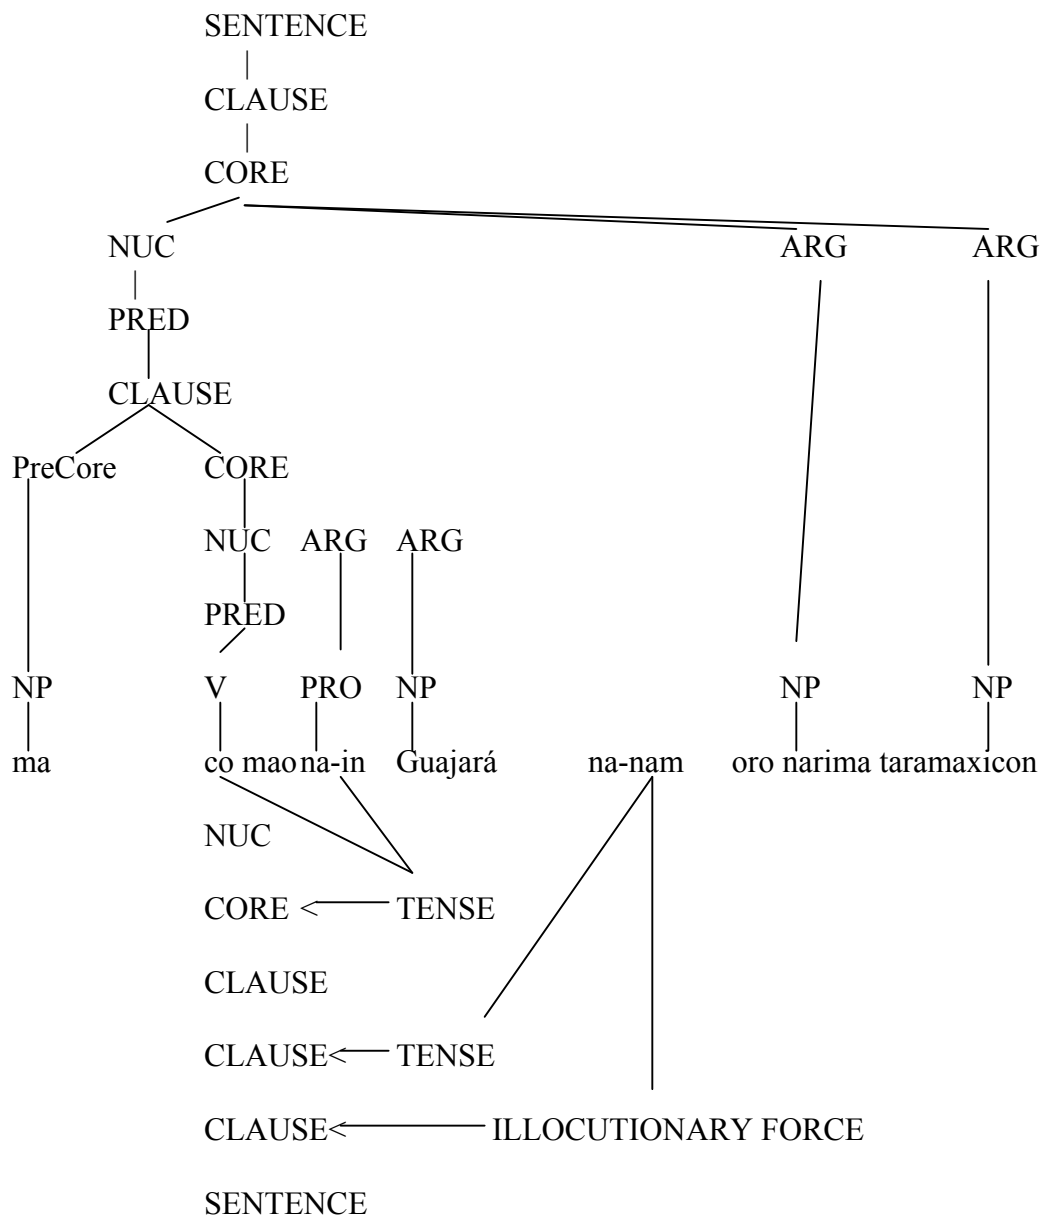 SENTENCE
CLAUSE
CORE
NUC ARG ARG
PRED
CLAUSE
PreCore CORE
NUC ARG ARG
PRED
NP V PRO NP NP NP
ma co mao na-in Guajará na-nam oro narima taramaxicon
NUC
CORE < TENSE
CLAUSE
CLAUSE< TENSE
CLAUSE< ILLOCUTIONARY FORCE
SENTENCE